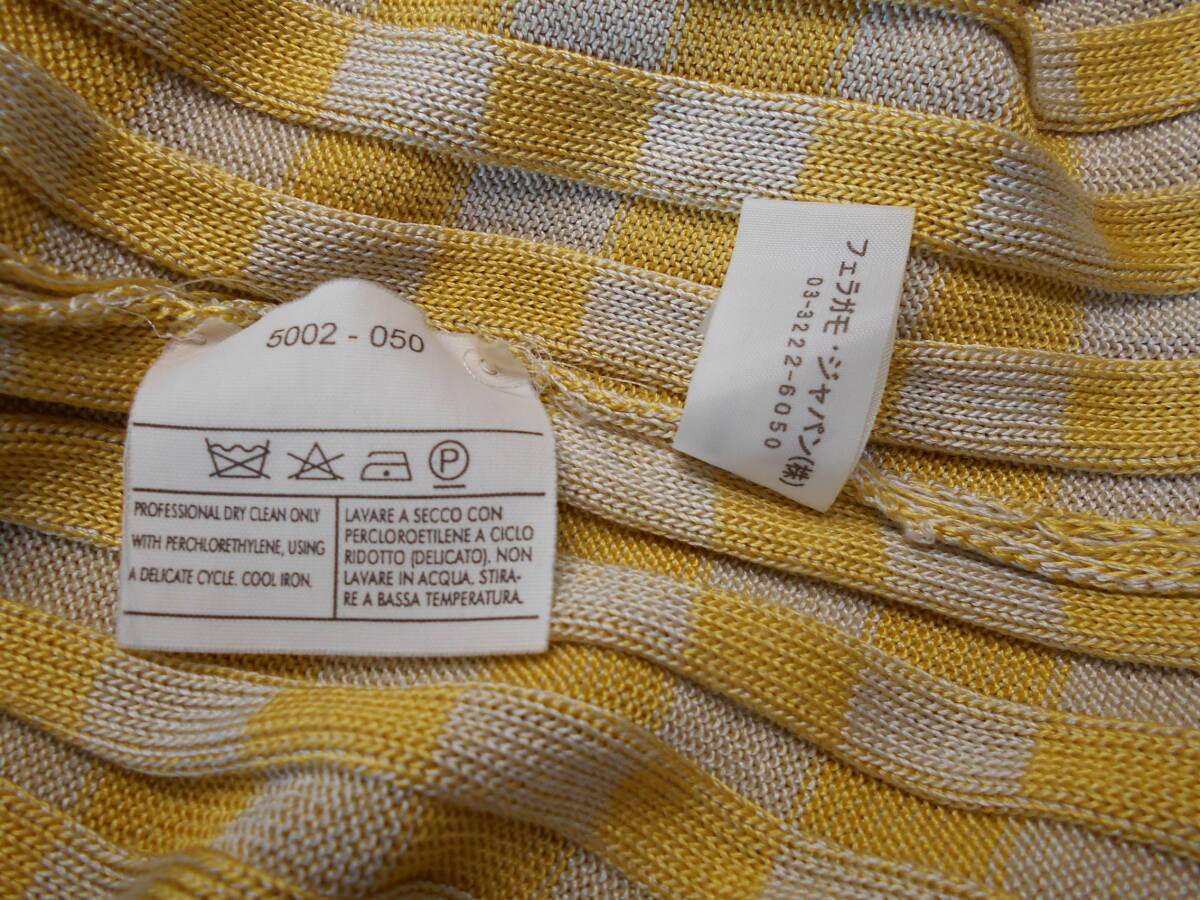 5002 - 050
P
PROFESSIONAL DRY CLEAN ONLY
WITH PERCHLORETHYLENE, USING
A DELICATE CYCLE. COOL IRON.
LAVARE A SECCO CON
PERCLOROETILENE A CICLO
RIDOTTO (DELICATO). NON
LAVARE IN ACQUA. STIRA-
RE A BASSA TEMPERATURA.
フェラガモ・ジャパン(株)
03-3222-6050